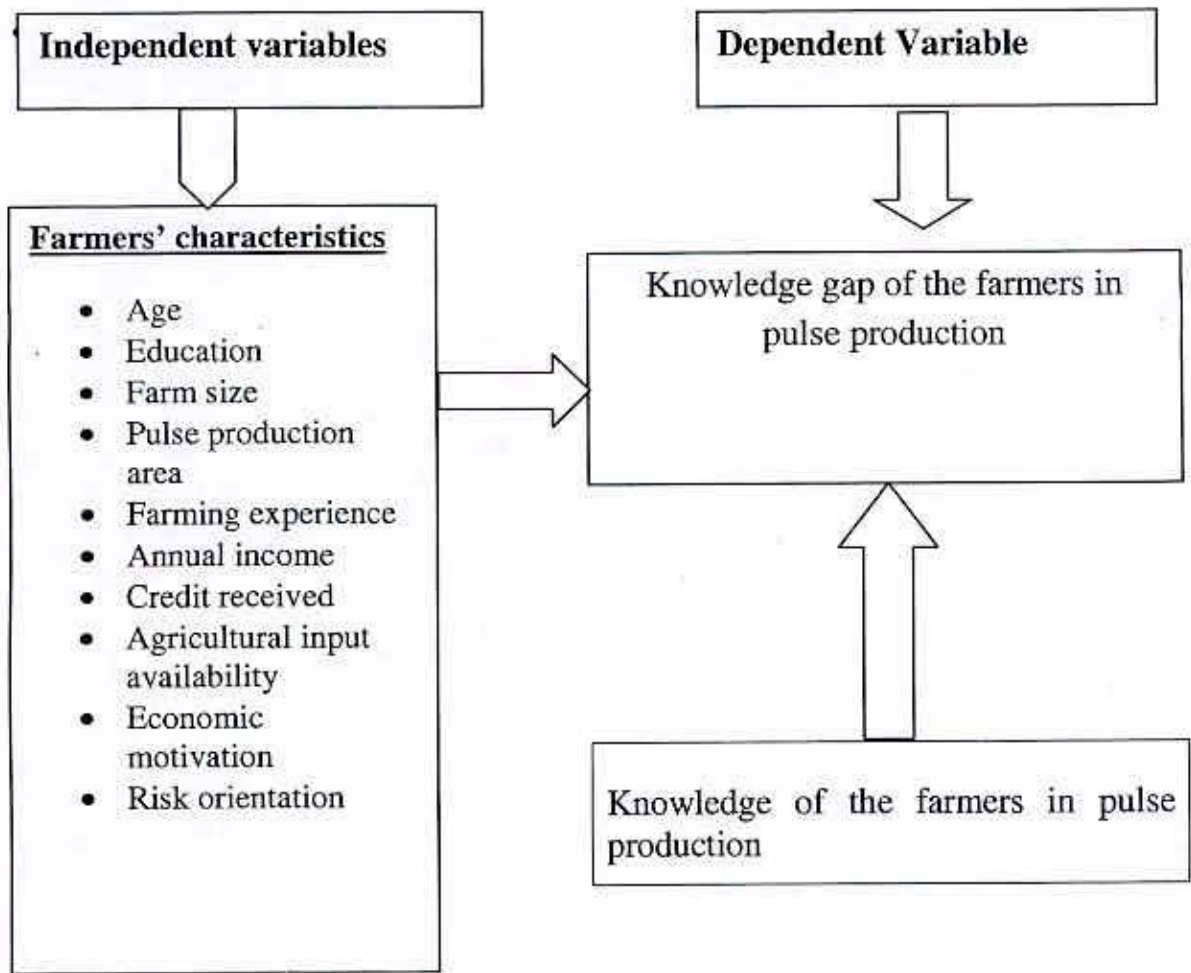 Independent variables
Dependent Variable
Farmers' characteristics
• Age
• Education
• Farm size
• Pulse production
area
• Farming experience
• Annual income
• Credit received
• Agricultural input
availability
• Economic
motivation
• Risk orientation
Knowledge gap of the farmers in
pulse production
Knowledge of the farmers in pulse
production